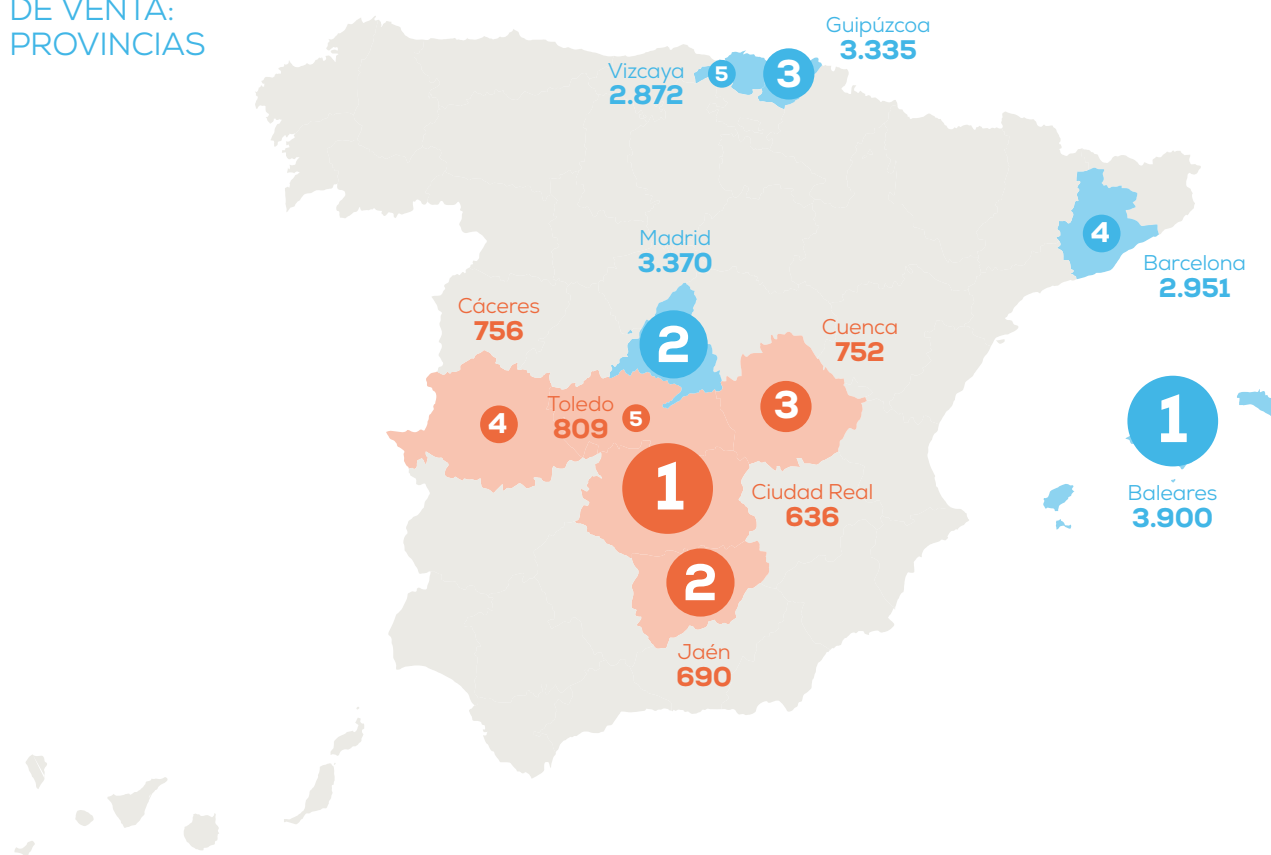 DE VENTA:
PROVINCIAS
Guipúzcoa
3.335
3
Vizcaya
2.872
5
4
Barcelona
2.951
Madrid
3.370
2
Cáceres
756
4
Cuenca
752
3
Toledo
809
5
1
Baleares
3.900
1
Ciudad Real
636
2
Jaén
690